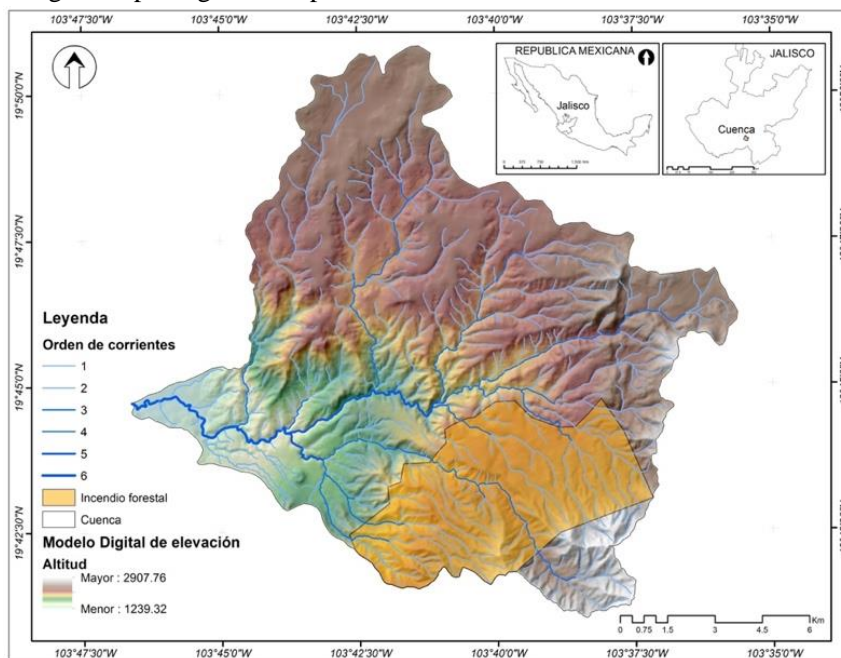 103°47'30"W 103°45'0"W 103°42'30"W 103°40'0"W 103°37'30"W 103°35'0"W
REPUBLICA MEXICANA
Jalisco
JALISCO
Cuenca
19°50'0"N
19°47'30"N
19°45'0"N
19°42'30"N
Leyenda
Orden de corrientes
1
2
3
4
5
6
Incendio forestal
Cuenca
Modelo Digital de elevación
Altitud
Mayor : 2907.76
Menor : 1239.32
Km
0 0.75 1.5 3 4.5 6
103°47'30"W 103°45'0"W 103°42'30"W 103°40'0"W 103°37'30"W 103°35'0"W